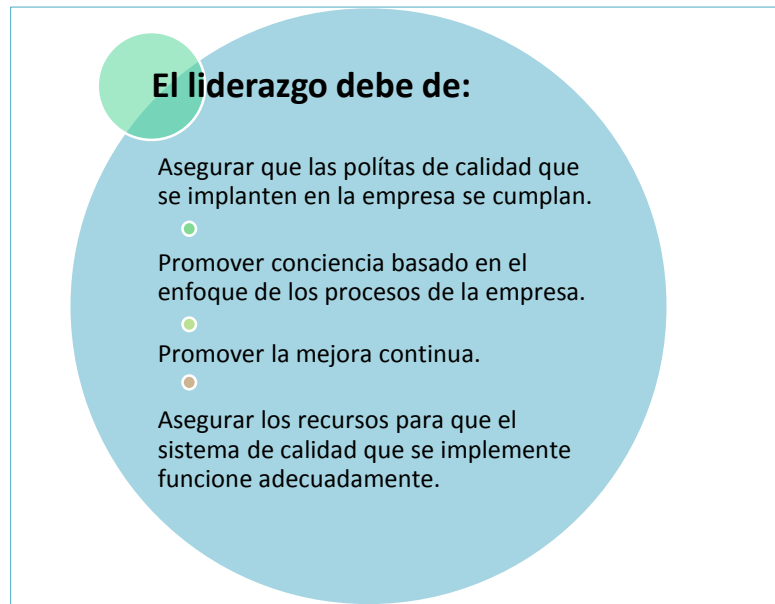 El liderazgo debe de:
Asegurar que las polítas de calidad que
se implanten en la empresa se cumplan.
Promover conciencia basado en el
enfoque de los procesos de la empresa.
Promover la mejora continua.
Asegurar los recursos para que el
sistema de calidad que se implemente
funcione adecuadamente.